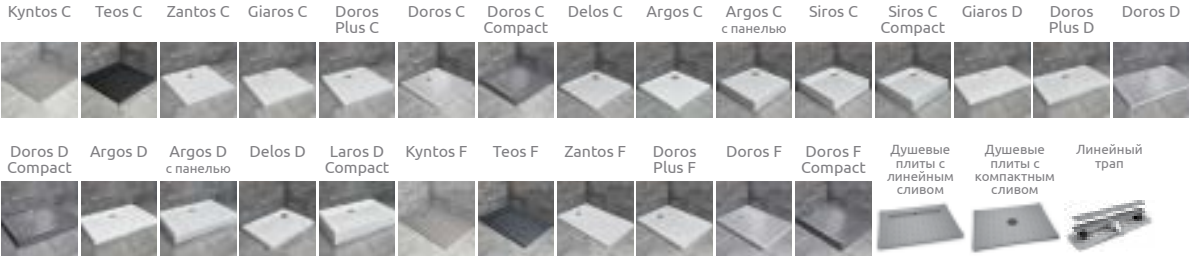 Kyntos C
Teos C
Zantos C
Giaros C
Doros
Plus C
Doros C
Doros C
Compact
Delos C
Argos C
Argos C
с панелью
Siros C
Siros C
Compact
Giaros D
Doros
Plus D
Doros D
Doros D
Compact
Argos D
Argos D
с панелью
Delos D
Laros D
Compact
Kyntos F
Teos F
Zantos F
Doros
Plus F
Doros F
Doros F
Compact
Душевые
плиты с
линейным
сливом
Душевые
плиты с
компактным
сливом
Линейный
трап